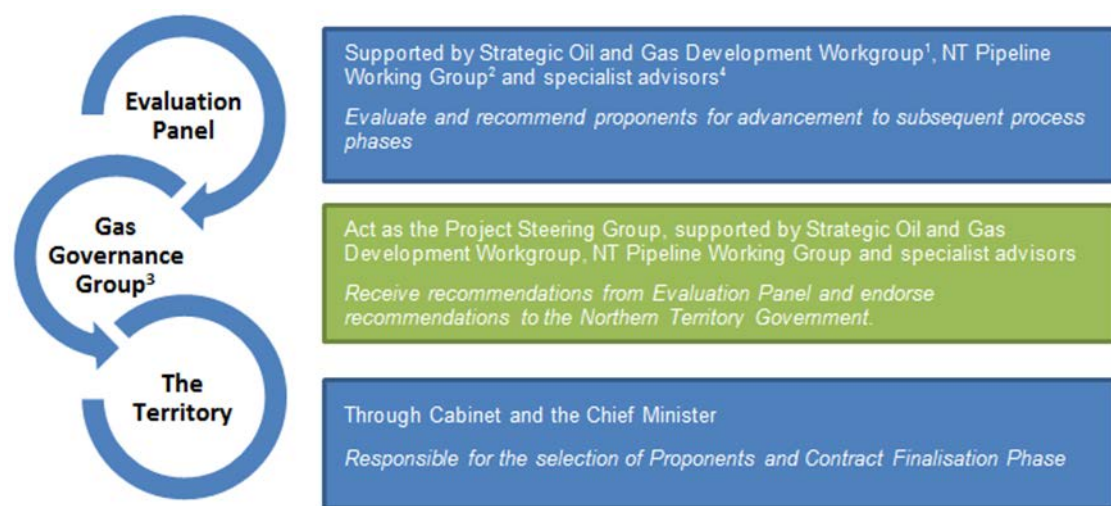 Evaluation
Panel
Supported by Strategic Oil and Gas Development Workgroup¹, NT Pipeline
Working Group² and specialist advisors⁴
Evaluate and recommend proponents for advancement to subsequent process
phases
Gas
Governance
Group³
Act as the Project Steering Group, supported by Strategic Oil and Gas
Development Workgroup, NT Pipeline Working Group and specialist advisors
Receive recommendations from Evaluation Panel and endorse
recommendations to the Northern Territory Government.
The
Territory
Through Cabinet and the Chief Minister
Responsible for the selection of Proponents and Contract Finalisation Phase